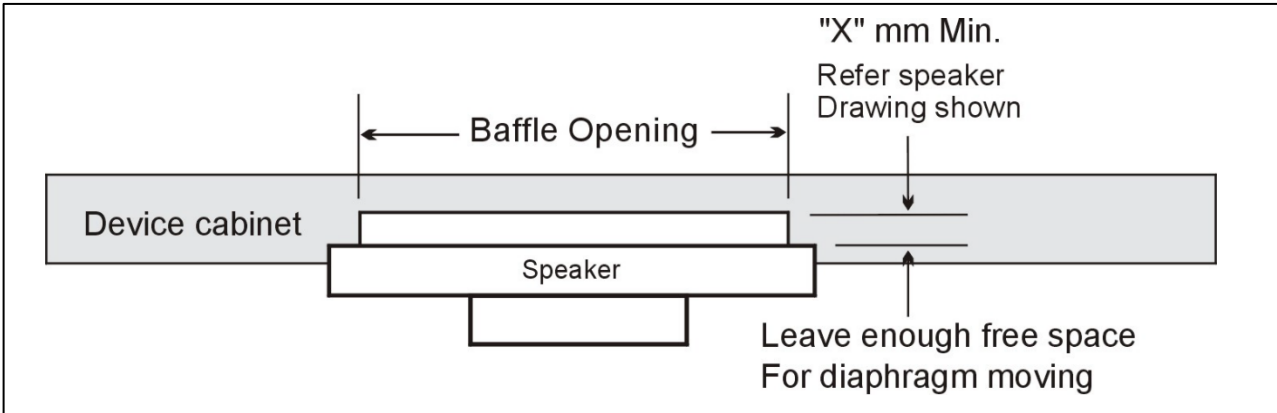 "X" mm Min.
Refer speaker
Drawing shown
Baffle Opening
Device cabinet
Speaker
Leave enough free space
For diaphragm moving